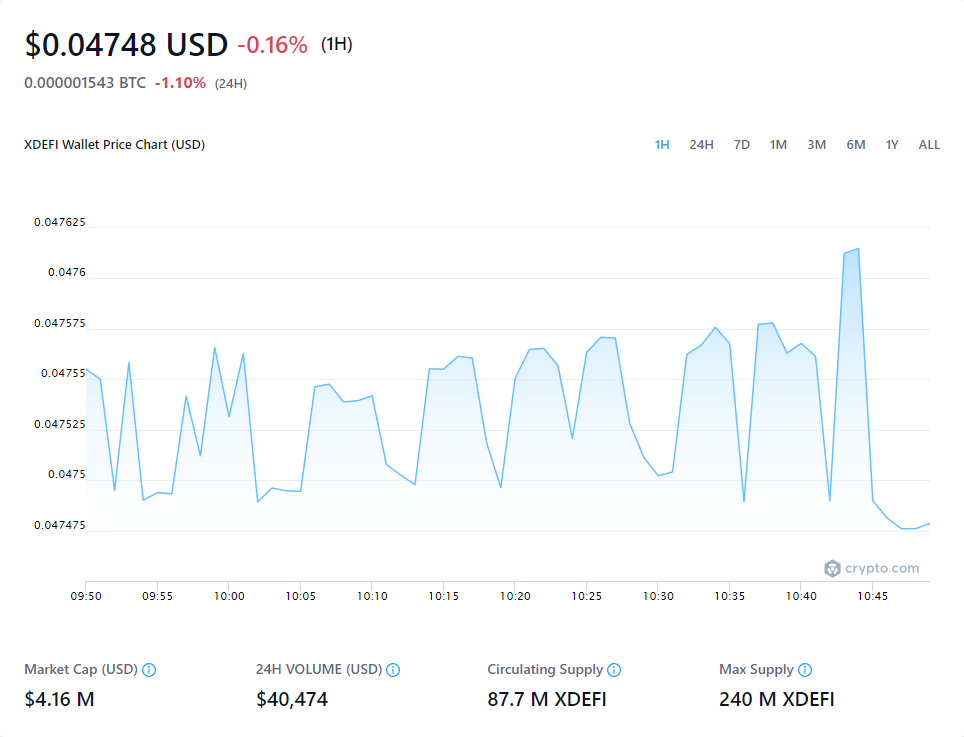 $0.04748 USD -0.16% (1H)
0.000001543 BTC -1.10% (24H)
XDEFI Wallet Price Chart (USD) 1H 24H 7D 1M 3M 6M 1Y ALL
0.047625
0.0476
0.047575
0.04755
0.047525
0.0475
0.047475
crypto.com
09:50 09:55 10:00 10:05 10:10 10:15 10:20 10:25 10:30 10:35 10:40 10:45
Market Cap (USD) 24H VOLUME (USD) Circulating Supply Max Supply
$4.16 M $40,474 87.7 M XDEFI 240 M XDEFI